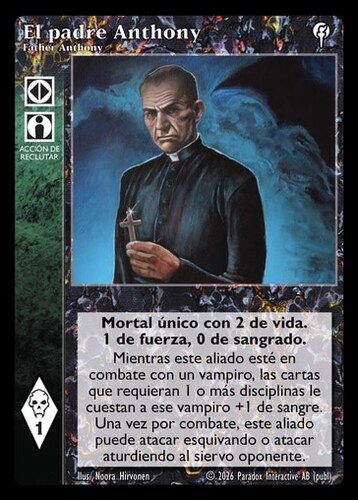 El padre Anthony
Father Anthony
ACCIÓN DE
RECLUTAR
Mortal único con 2 de vida.
1 de fuerza, 0 de sangrado.
Mientras este aliado esté en
combate con un vampiro, las cartas
que requieran 1 o más disciplinas le
cuestan a ese vampiro +1 de sangre.
Una vez por combate, este aliado
puede atacar esquivando o atacar
aturdiendo al siervo oponente.
1
Ilus: Noora Hirvonen
© 2026 Paradox Interactive AB (publ)